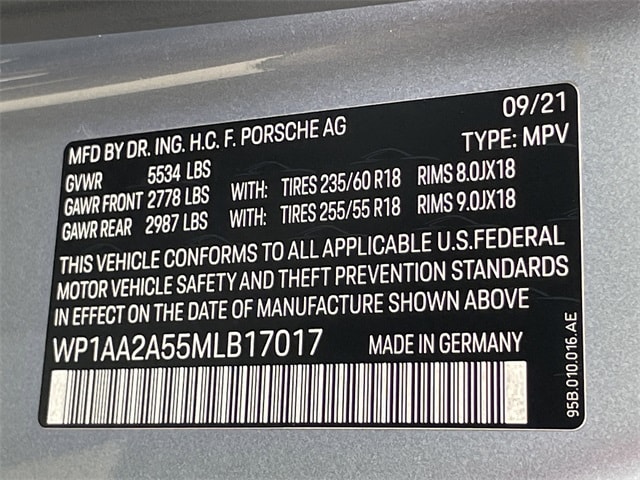 09/21
MFD BY DR. ING. H.C. F. PORSCHE AG TYPE: MPV
GVWR 5534 LBS
GAWR FRONT 2778 LBS WITH: TIRES 235/60 R18 RIMS 8.0JX18
GAWR REAR 2987 LBS WITH: TIRES 255/55 R18 RIMS 9.0JX18
THIS VEHICLE CONFORMS TO ALL APPLICABLE U.S.FEDERAL
MOTOR VEHICLE SAFETY AND THEFT PREVENTION STANDARDS
IN EFFECT ON THE DATE OF MANUFACTURE SHOWN ABOVE
WP1AA2A55MLB17017 MADE IN GERMANY
95B.010.016.AE